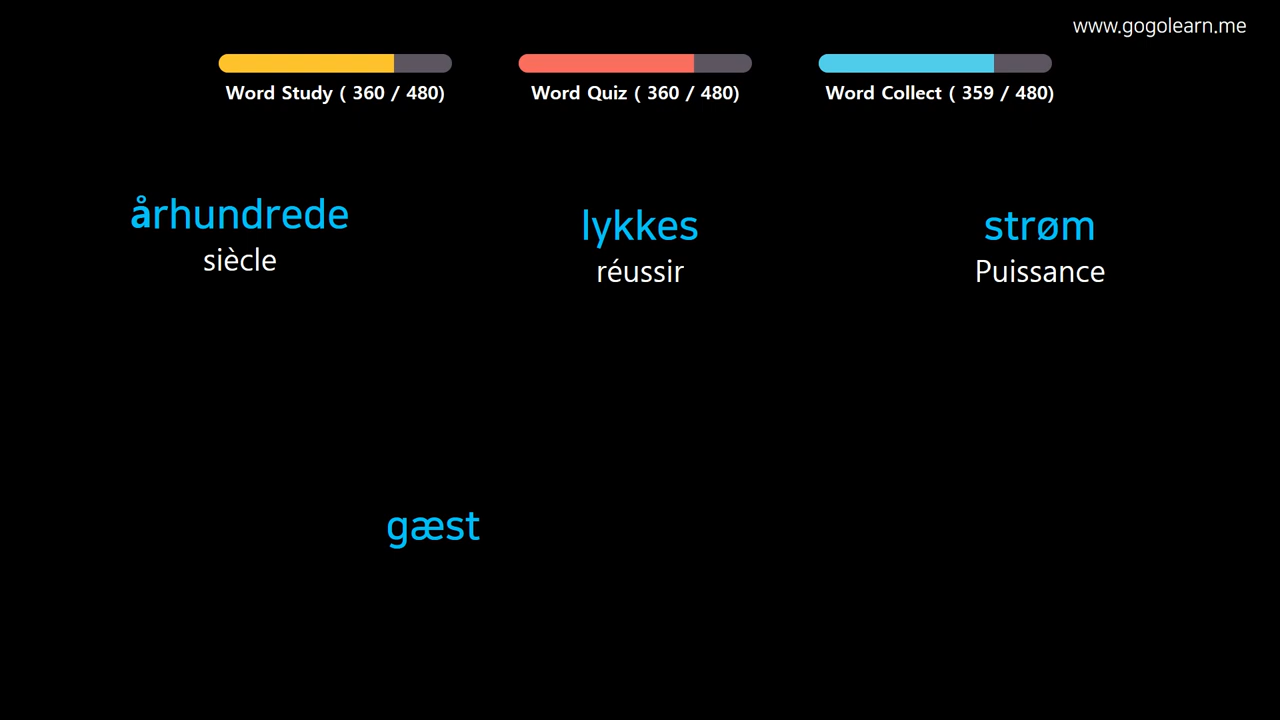 www.gogolearn.me
Word Study ( 360 / 480)
Word Quiz ( 360 / 480)
Word Collect ( 359 / 480)
århundrede
siècle
lykkes
réussir
strøm
Puissance
gæst